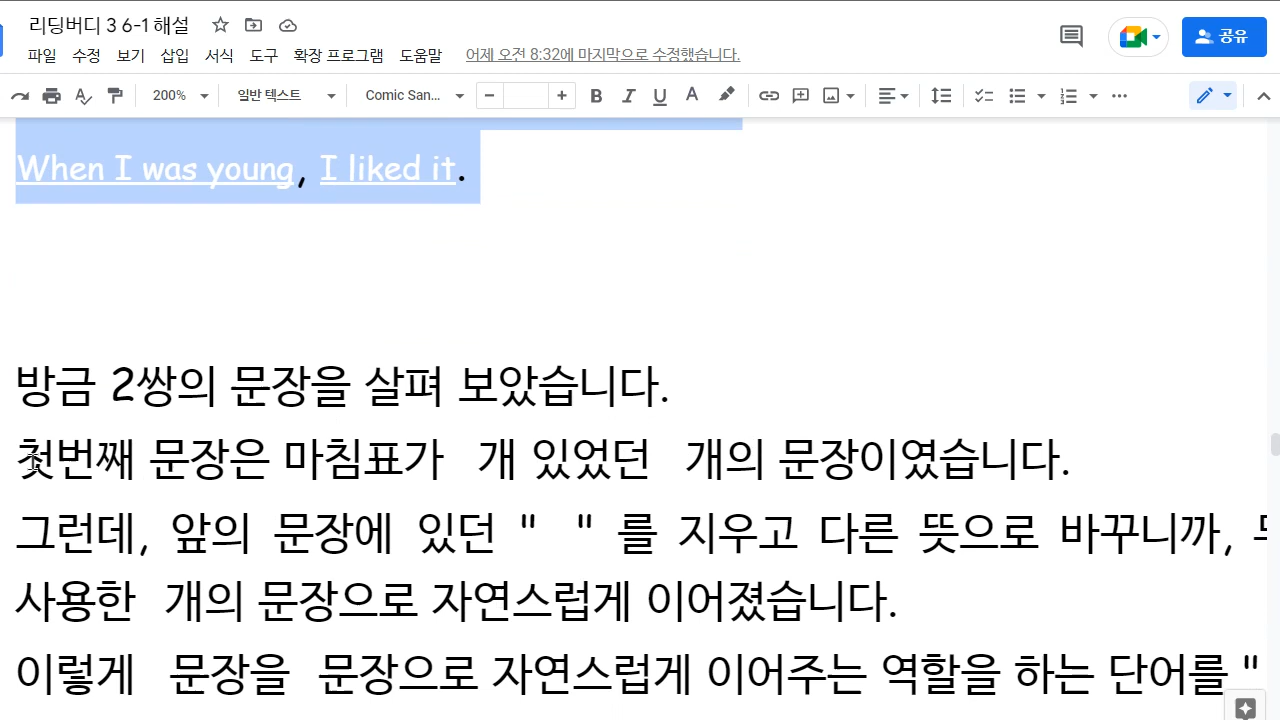 리딩버디 3 6-1 해설
파일 수정 보기 삽입 서식 도구 확장 프로그램 도움말 어제 오전 8:32에 마지막으로 수정했습니다.
공유
200% 일반 텍스트 Comic San... − + B I U A
When I was young, I liked it.
방금 2쌍의 문장을 살펴 보았습니다.
첫번째 문장은 마침표가 개 있었던 개의 문장이였습니다.
그런데, 앞의 문장에 있던 " " 를 지우고 다른 뜻으로 바꾸니까,
사용한 개의 문장으로 자연스럽게 이어졌습니다.
이렇게 문장을 문장으로 자연스럽게 이어주는 역할을 하는 단어를 "